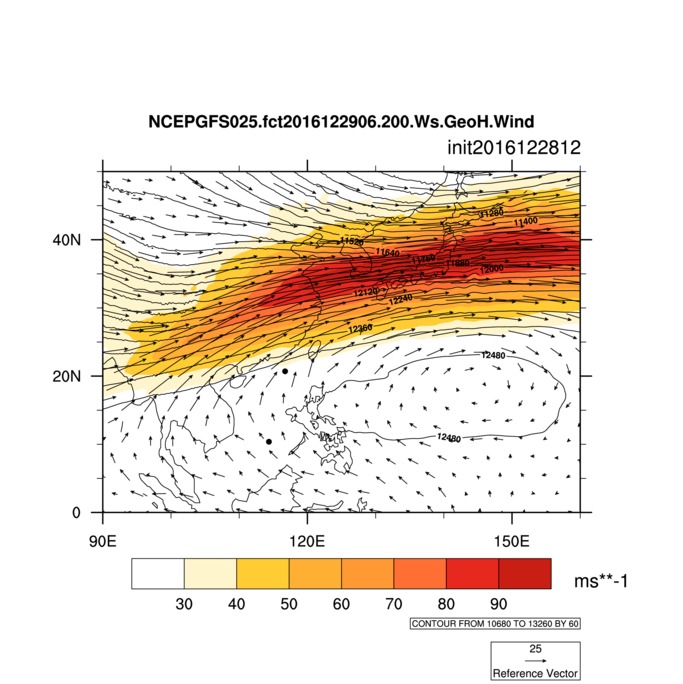 NCEPGFS025.fct2016122906.200.Ws.GeoH.Wind
init2016122812
40N
20N
0
90E 120E 150E
11280
11400
11520
11640
11880
12000
12120
12240
12360
12480
12480
30 40 50 60 70 80 90
ms**-1
CONTOUR FROM 10680 TO 13260 BY 60
25
Reference Vector